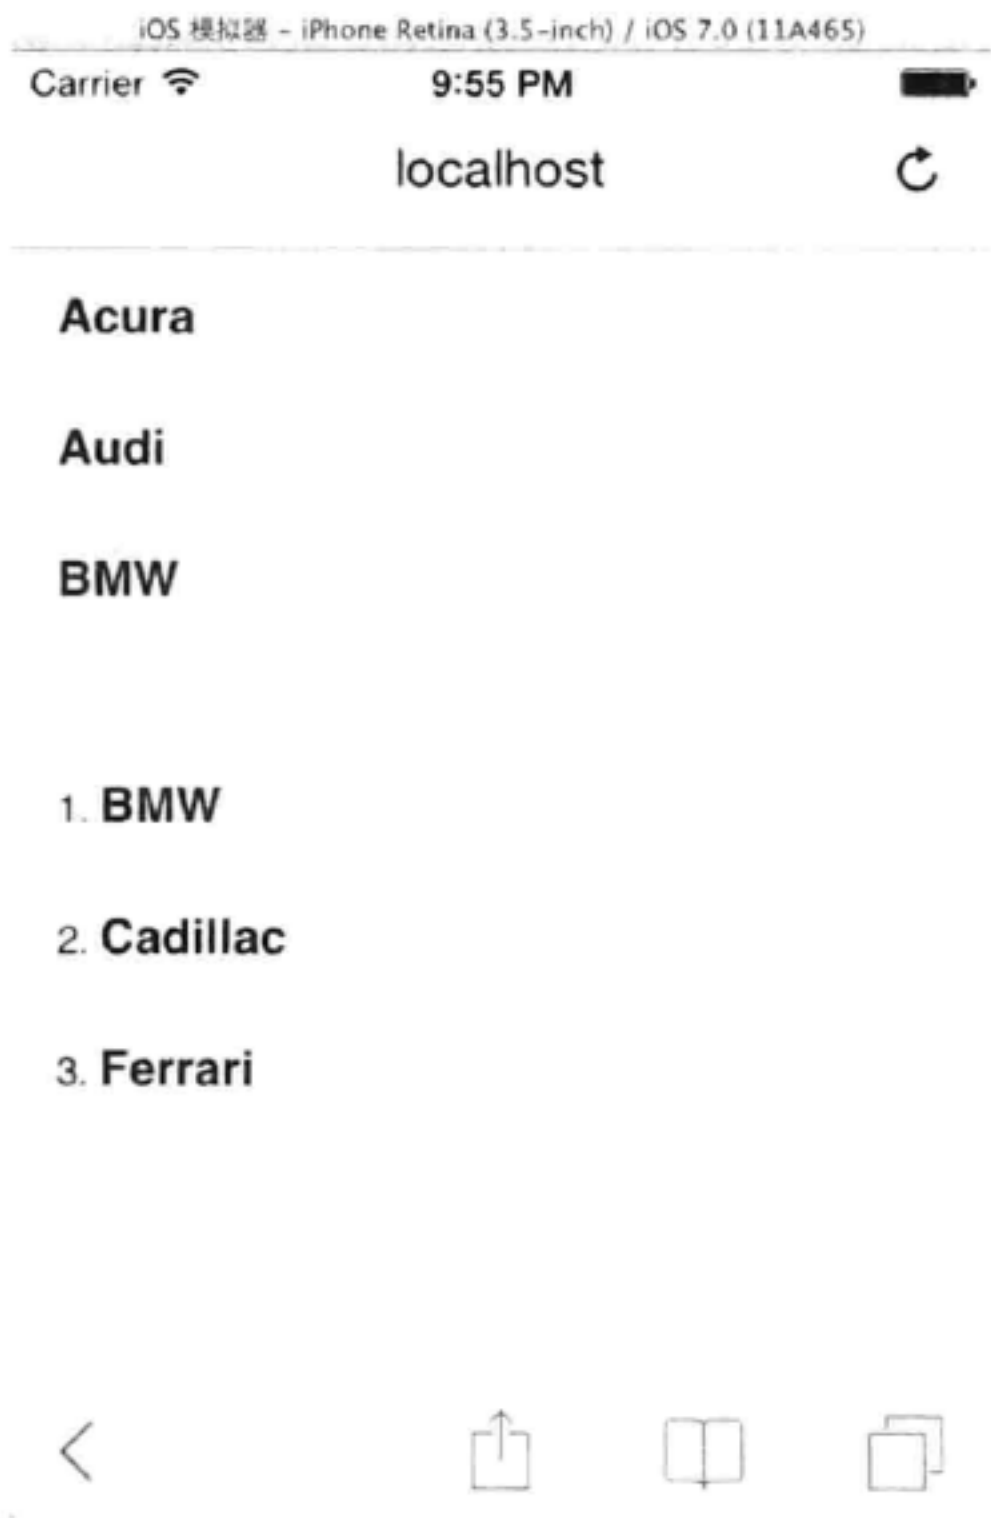 iOS 模拟器 – iPhone Retina (3.5-inch) / iOS 7.0 (11A465)
Carrier 9:55 PM
localhost
Acura
Audi
BMW
1. BMW
2. Cadillac
3. Ferrari